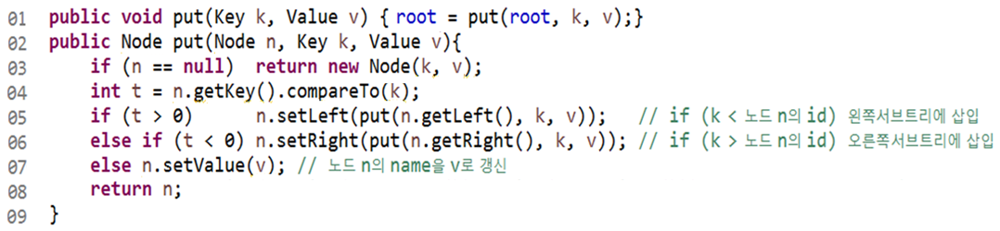 01 public void put(Key k, Value v) { root = put(root, k, v);}
02 public Node put(Node n, Key k, Value v){
03     if (n == null)  return new Node(k, v);
04     int t = n.getKey().compareTo(k);
05     if (t > 0)      n.setLeft(put(n.getLeft(), k, v));   // if (k < 노드 n의 id) 왼쪽서브트리에 삽입
06     else if (t < 0) n.setRight(put(n.getRight(), k, v)); // if (k > 노드 n의 id) 오른쪽서브트리에 삽입
07     else n.setValue(v); // 노드 n의 name을 v로 갱신
08     return n;
09 }